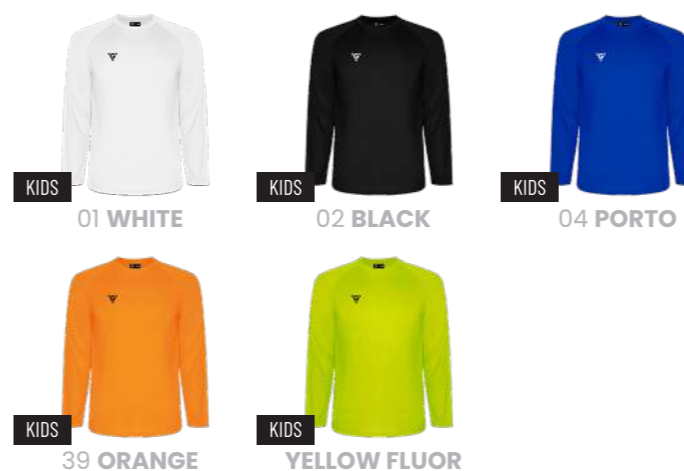 KIDS
01 WHITE
KIDS
02 BLACK
KIDS
04 PORTO
KIDS
39 ORANGE
KIDS
YELLOW FLUOR